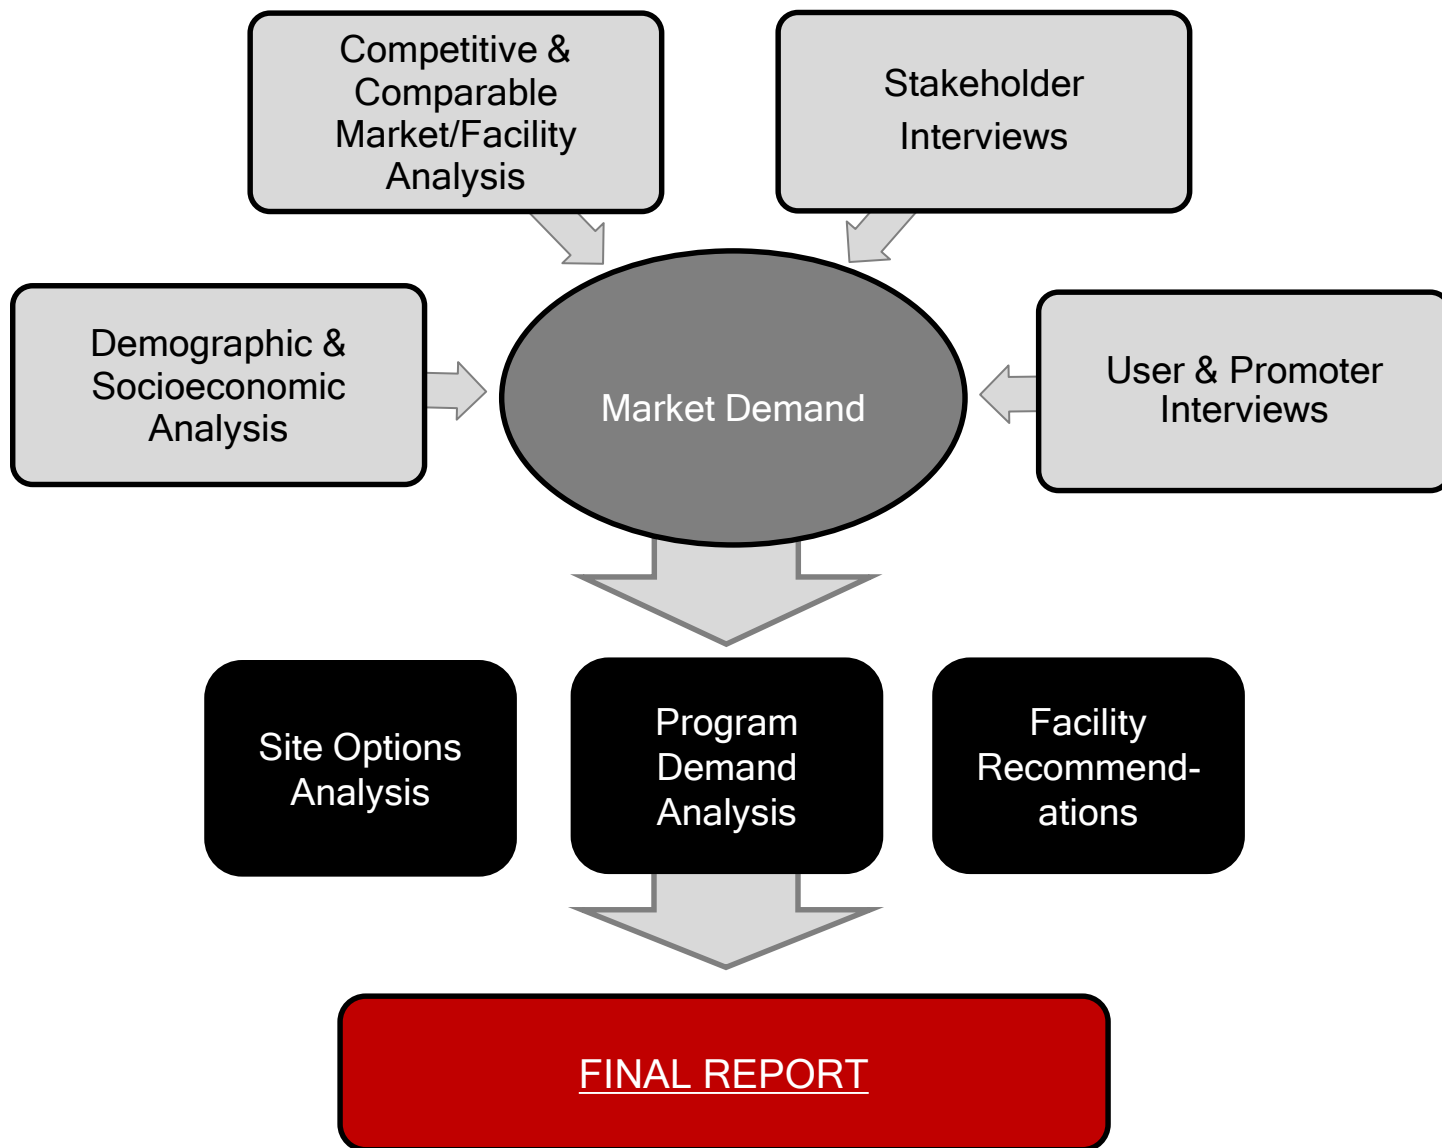 Competitive &
Comparable
Market/Facility
Analysis
Stakeholder
Interviews
Demographic &
Socioeconomic
Analysis
Market Demand
User & Promoter
Interviews
Site Options
Analysis
Program
Demand
Analysis
Facility
Recommend-
ations
FINAL REPORT